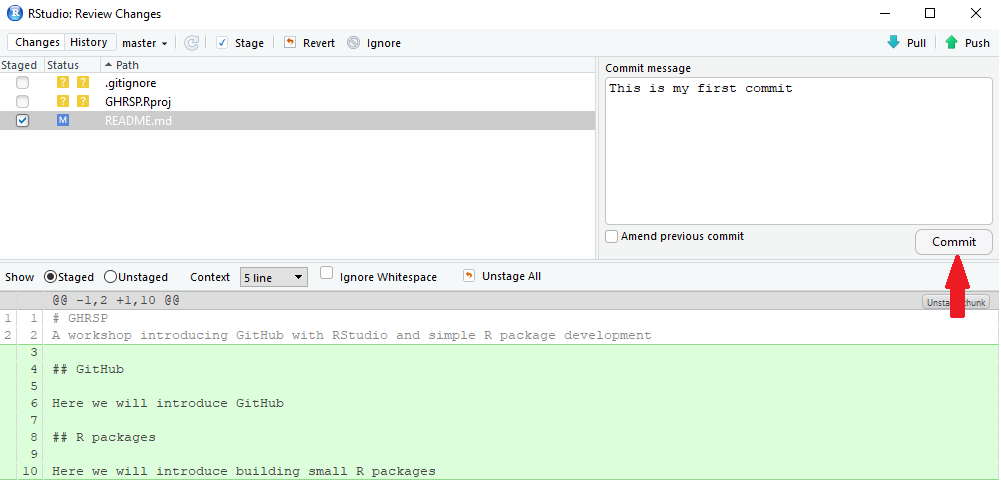 RStudio: Review Changes
Changes History master Stage Revert Ignore Pull Push
Staged Status Path
? ? .gitignore
? ? GHRSP.Rproj
M README.md
Commit message
This is my first commit
Amend previous commit
Commit
Show Staged Unstaged Context 5 line Ignore Whitespace Unstage All
@@ -1,2 +1,10 @@
1 1 # GHRSP
2 2 A workshop introducing GitHub with RStudio and simple R package development
3
4 ## GitHub
5
6 Here we will introduce GitHub
7
8 ## R packages
9
10 Here we will introduce building small R packages